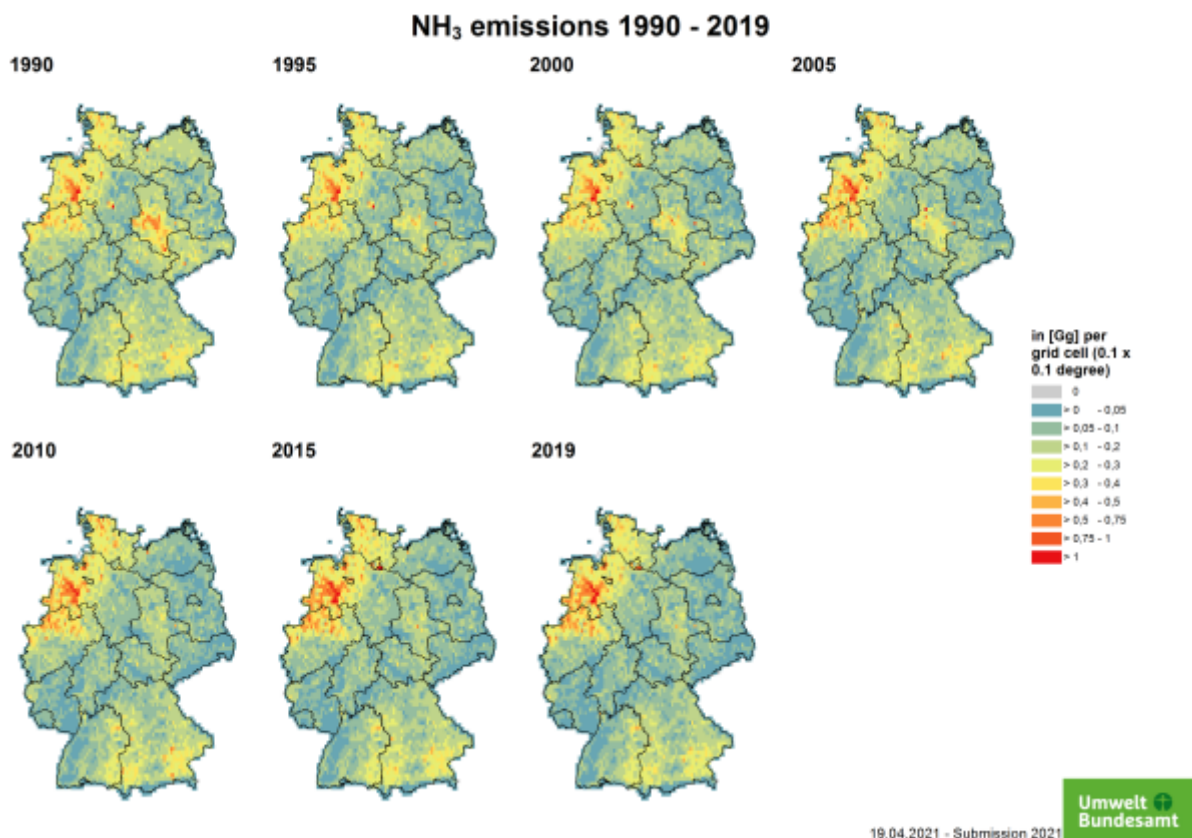 NH₃ emissions 1990 - 2019
1990
1995
2000
2005
in [Gg] per
grid cell (0.1 x
0.1 degree)
0
> 0 - 0,05
> 0,05 - 0,1
> 0,1 - 0,2
> 0,2 - 0,3
> 0,3 - 0,4
> 0,4 - 0,5
> 0,5 - 0,75
> 0,75 - 1
> 1
2010
2015
2019
Umwelt
Bundesamt
19.04.2021 - Submission 2021